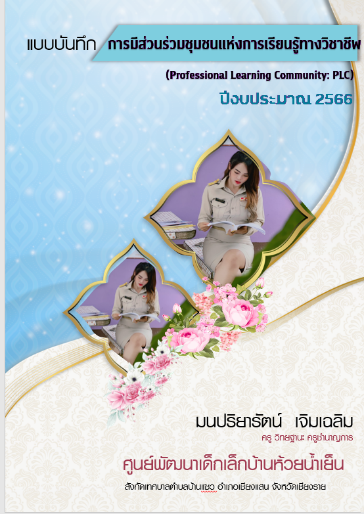 แบบบันทึก การมีส่วนร่วมชุมชนแห่งการเรียนรู้ทางวิชาชีพ
(Professional Learning Community: PLC)
ปีงบประมาณ 2566
มนปริยารัตน์ เจิมเฉลิม
ครู วิทยฐานะ ครูชำนาญการ
ศูนย์พัฒนาเด็กเล็กบ้านห้วยน้ำเย็น
สังกัดเทศบาลตำบลบ้านแซว อำเภอเชียงแสน จังหวัดเชียงราย